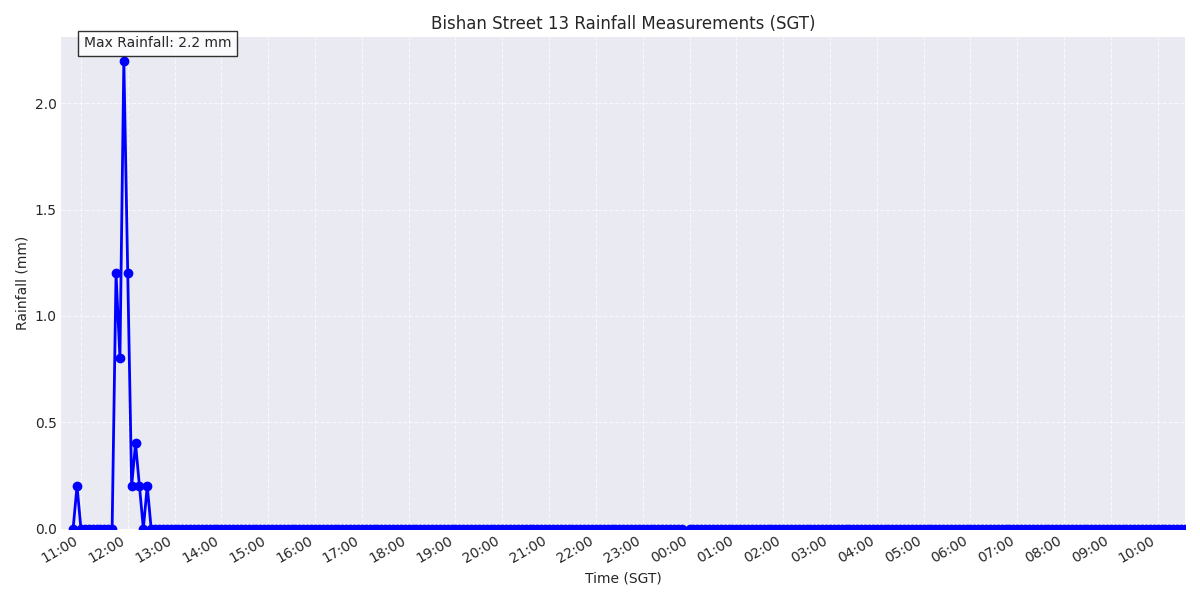 Bishan Street 13 Rainfall Measurements (SGT)
Max Rainfall: 2.2 mm
2.0
1.5
1.0
0.5
0.0
Rainfall (mm)
11:00 12:00 13:00 14:00 15:00 16:00 17:00 18:00 19:00 20:00 21:00 22:00 23:00 00:00 01:00 02:00 03:00 04:00 05:00 06:00 07:00 08:00 09:00 10:00
Time (SGT)